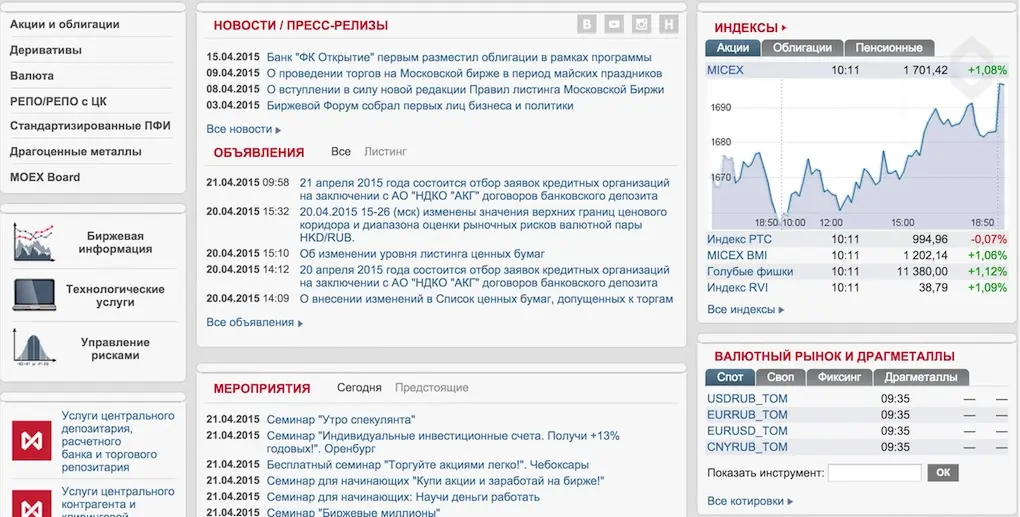 Акции и облигации
Деривативы
Валюта
РЕПО/РЕПО с ЦК
Стандартизированные ПФИ
Драгоценные металлы
MOEX Board
Биржевая
информация
Технологические
услуги
Управление
рисками
Услуги центрального
депозитария,
расчетного
банка и торгового
репозитария
Услуги центрального
контрагента и
клиринговой
НОВОСТИ / ПРЕСС-РЕЛИЗЫ
15.04.2015 Банк "ФК Открытие" первым разместил облигации в рамках программы
09.04.2015 О проведении торгов на Московской бирже в период майских праздников
08.04.2015 О вступлении в силу новой редакции Правил листинга Московской Биржи
03.04.2015 Биржевой Форум собрал первых лиц бизнеса и политики
Все новости
ОБЪЯВЛЕНИЯ Все Листинг
21.04.2015 09:58 21 апреля 2015 года состоится отбор заявок кредитных организаций
на заключении с АО "НДКО "АКГ" договоров банковского депозита
20.04.2015 15:32 20.04.2015 15-26 (мск) изменены значения верхних границ ценового
коридора и диапазона оценки рыночных рисков валютной пары
HKD/RUB.
20.04.2015 15:10 Об изменении уровня листинга ценных бумаг
20.04.2015 14:12 20 апреля 2015 года состоится отбор заявок кредитных организаций
на заключении с АО "НДКО "АКГ" договоров банковского депозита
20.04.2015 14:09 О внесении изменений в Список ценных бумаг, допущенных к торгам
Все объявления
МЕРОПРИЯТИЯ Сегодня Предстоящие
21.04.2015 Семинар "Утро спекулянта"
21.04.2015 Семинар "Индивидуальные инвестиционные счета. Получи +13%
годовых!". Оренбург
21.04.2015 Бесплатный семинар "Торгуйте акциями легко!". Чебоксары
21.04.2015 Семинар для начинающих "Купи акции и заработай на бирже!"
21.04.2015 Семинар для начинающих: Научи деньги работать
21.04.2015 Семинар "Биржевые миллионы"
ИНДЕКСЫ
Акции Облигации Пенсионные
MICEX 10:11 1 701,42 +1,08%
1690
1680
1670
18:50 10:00 12:00 15:00 18:50
Индекс РТС 10:11 994,96 -0,07%
MICEX BMI 10:11 1 202,14 +1,06%
Голубые фишки 10:11 11 380,00 +1,12%
Индекс RVI 10:11 38,79 +1,09%
Все индексы
ВАЛЮТНЫЙ РЫНОК И ДРАГМЕТАЛЛЫ
Спот Своп Фиксинг Драгметаллы
USDRUB_TOM 09:35 — —
EURRUB_TOM 09:35 — —
EURUSD_TOM 09:35 — —
CNYRUB_TOM 09:35 — —
Показать инструмент: ОК
Все котировки